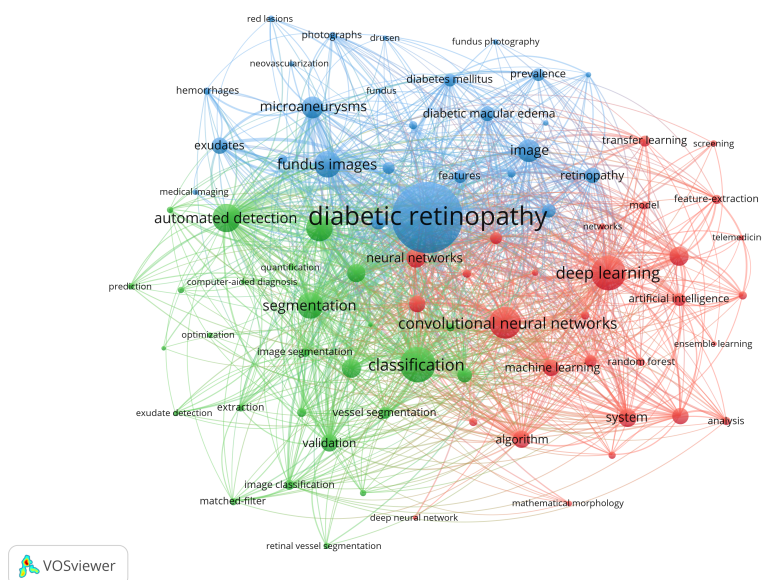 red lesions
photographs
drusen
fundus photography
neovascularization
diabetes mellitus
prevalence
hemorrhages
fundus
microaneurysms
diabetic macular edema
exudates
transfer learning
screening
image
fundus images
features
retinopathy
medical imaging
feature-extraction
model
automated detection
diabetic retinopathy
networks
telemedicin
neural networks
quantification
deep learning
computer-aided diagnosis
prediction
artificial intelligence
segmentation
convolutional neural networks
optimization
ensemble learning
image segmentation
random forest
classification
machine learning
extraction
exudate detection
vessel segmentation
system
analysis
validation
algorithm
image classification
matched-filter
mathematical morphology
deep neural network
retinal vessel segmentation
VOSviewer